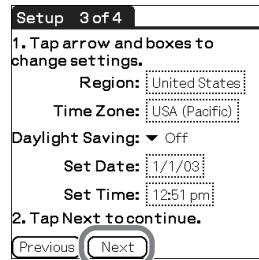 Setup 3 of 4
1. Tap arrow and boxes to
change settings.
Region: United States
Time Zone: USA (Pacific)
Daylight Saving: Off
Set Date: 1/1/03
Set Time: 12:51 pm
2. Tap Next to continue.
Previous Next